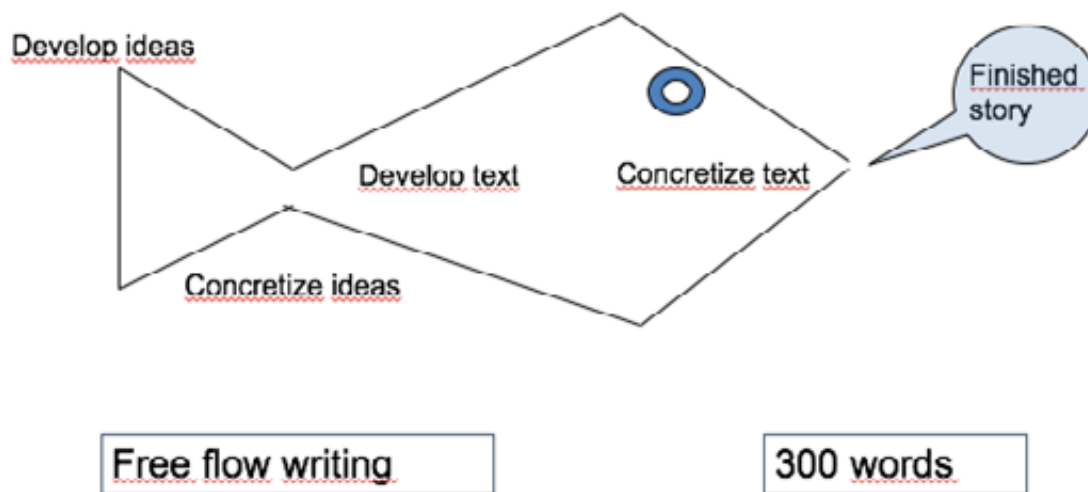 Develop ideas
Finished
story
Develop text
Concretize text
Concretize ideas
Free flow writing
300 words